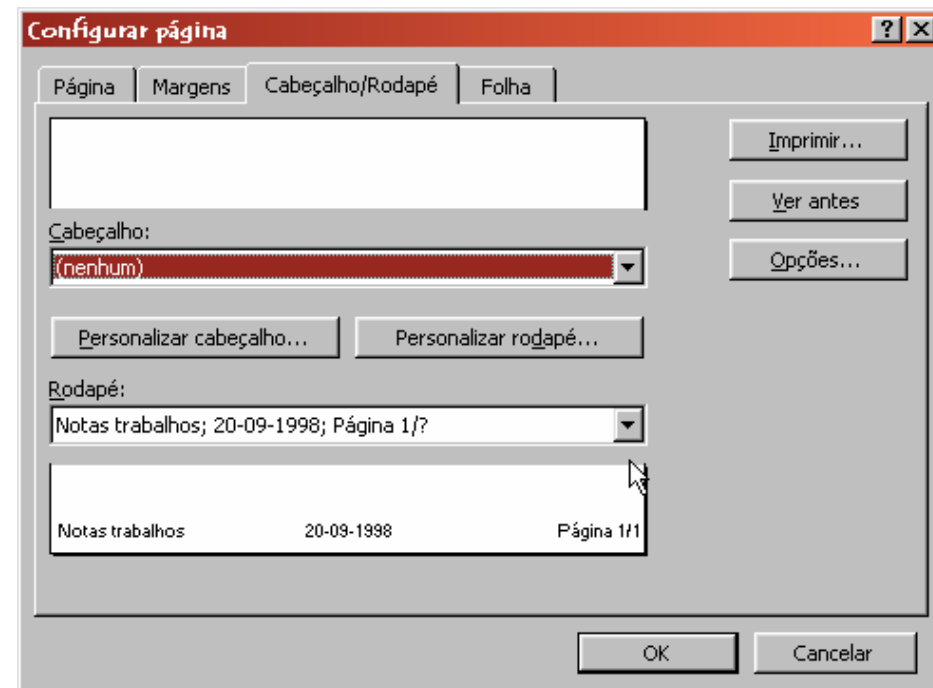 Configurar página
Página Margens Cabeçalho/Rodapé Folha
Imprimir...
Ver antes
Cabeçalho:
(nenhum)
Opções...
Personalizar cabeçalho... Personalizar rodapé...
Rodapé:
Notas trabalhos; 20-09-1998; Página 1/?
Notas trabalhos 20-09-1998 Página 1/1
OK Cancelar